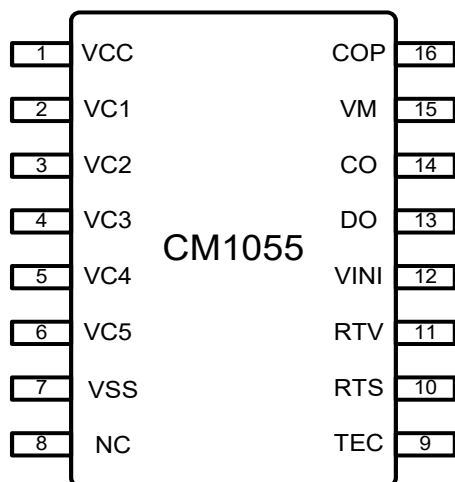 1 VCC COP 16
2 VC1 VM 15
3 VC2 CO 14
4 VC3 DO 13
CM1055
5 VC4 VINI 12
6 VC5 RTV 11
7 VSS RTS 10
8 NC TEC 9